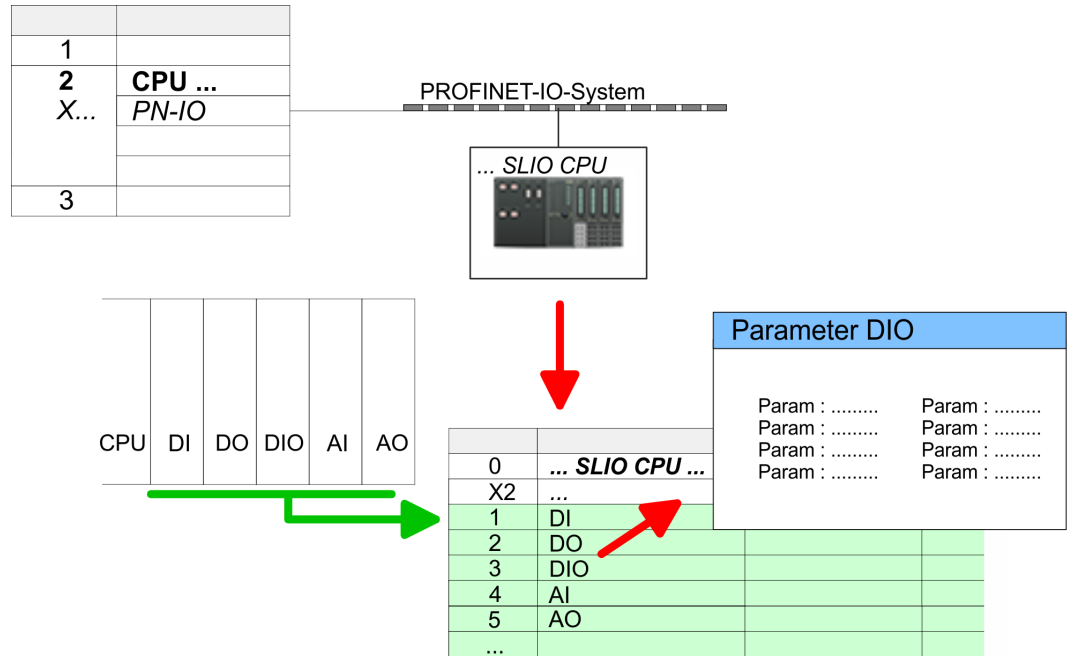 1
2 CPU ...
X... PN-IO
3
PROFINET-IO-System
... SLIO CPU
CPU DI DO DIO AI AO
Parameter DIO
Param : ......... Param : .........
Param : ......... Param : .........
Param : ......... Param : .........
Param : ......... Param : .........
0 ... SLIO CPU ...
X2 ...
1 DI
2 DO
3 DIO
4 AI
5 AO
...